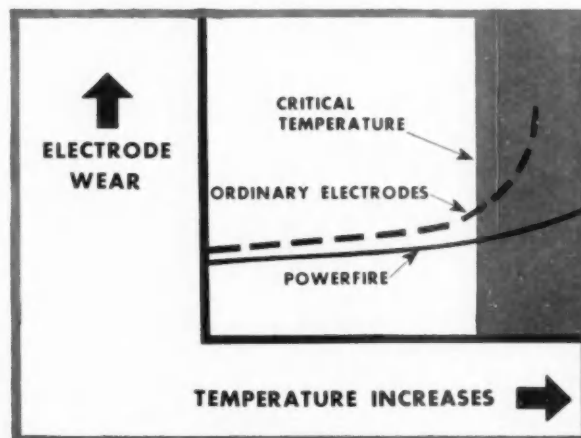 ELECTRODE
WEAR
CRITICAL
TEMPERATURE
ORDINARY ELECTRODES
POWERFIRE
TEMPERATURE INCREASES